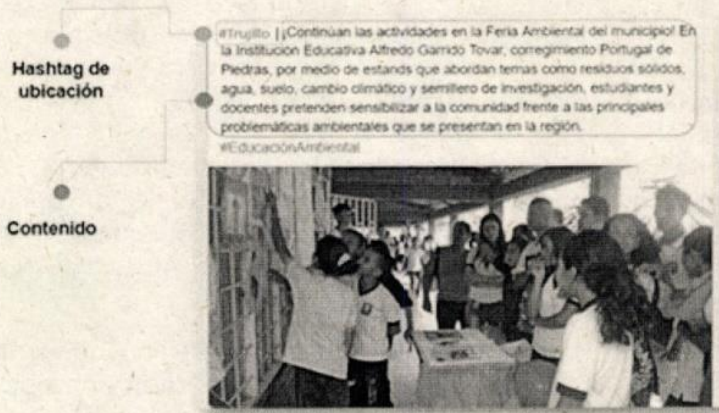 #Trujillo | ¡Continúan las actividades en la Feria Ambiental del municipio! En
la Institución Educativa Alfredo Garrido Tovar, corregimiento Portugal de
Piedras, por medio de estands que abordan temas como residuos sólidos,
agua, suelo, cambio climático y semillero de investigación, estudiantes y
docentes pretenden sensibilizar a la comunidad frente a las principales
problemáticas ambientales que se presentan en la región.
#EducaciónAmbiental
Hashtag de
ubicación
Contenido